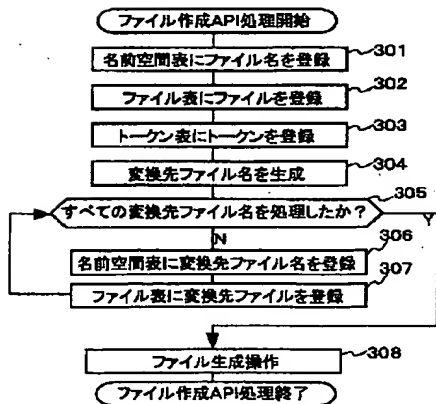 ファイル作成API処理開始
301
名前空間表にファイル名を登録
302
ファイル表にファイルを登録
303
トークン表にトークンを登録
304
変換先ファイル名を生成
305
すべての変換先ファイル名を処理したか？
Y
N
306
名前空間表に変換先ファイル名を登録
307
ファイル表に変換先ファイルを登録
308
ファイル生成操作
ファイル作成API処理終了